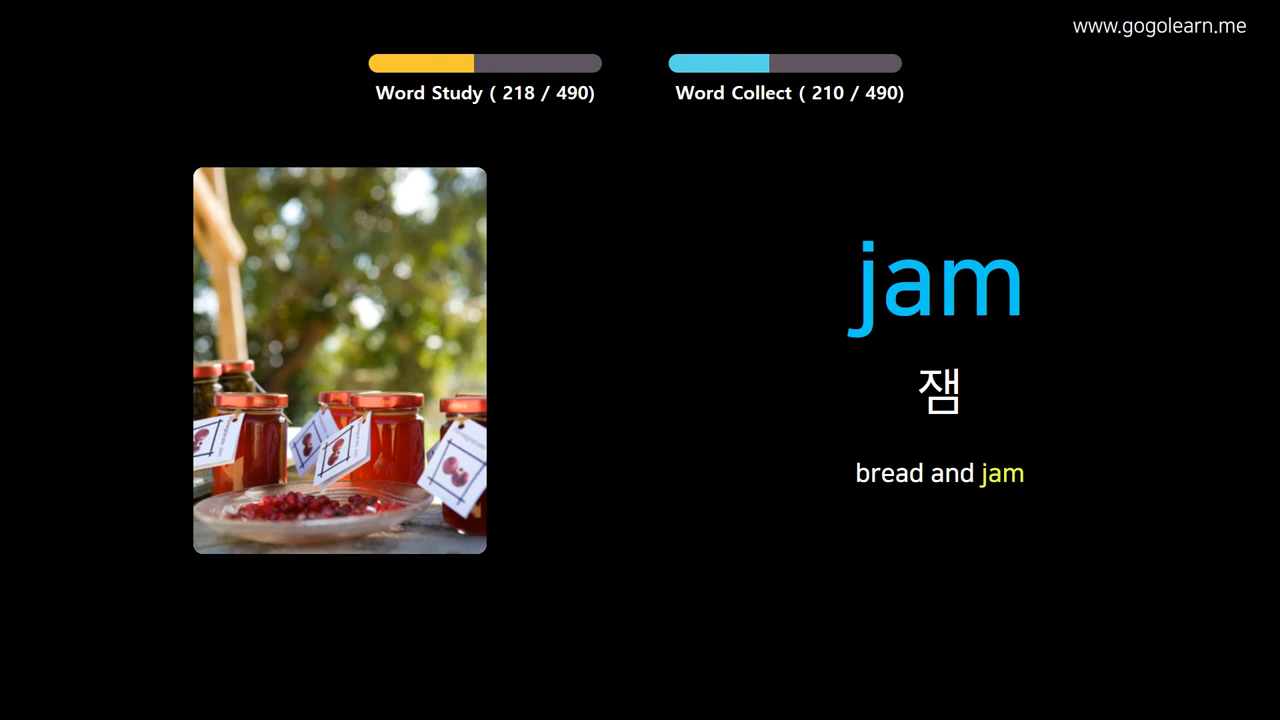 www.gogolearn.me
Word Study ( 218 / 490)
Word Collect ( 210 / 490)
jam
잼
bread and jam